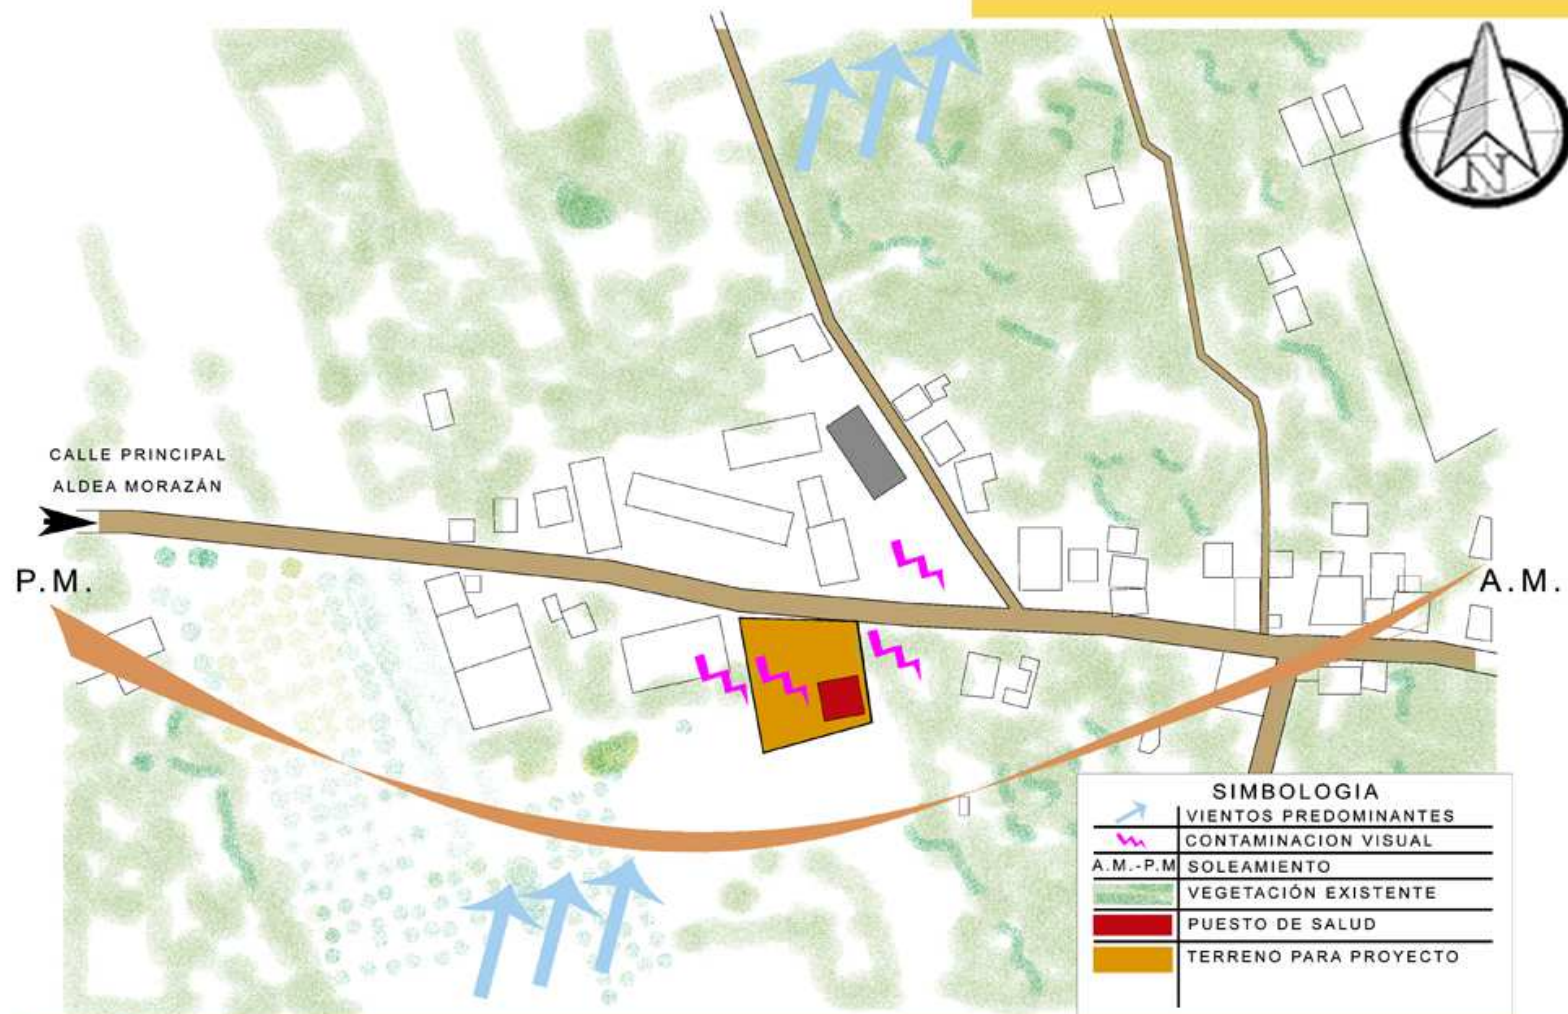 N
CALLE PRINCIPAL
ALDEA MORAZÁN
P.M.
A.M.
SIMBOLOGIA
VIENTOS PREDOMINANTES
CONTAMINACION VISUAL
A.M.-P.M SOLEAMIENTO
VEGETACIÓN EXISTENTE
PUESTO DE SALUD
TERRENO PARA PROYECTO